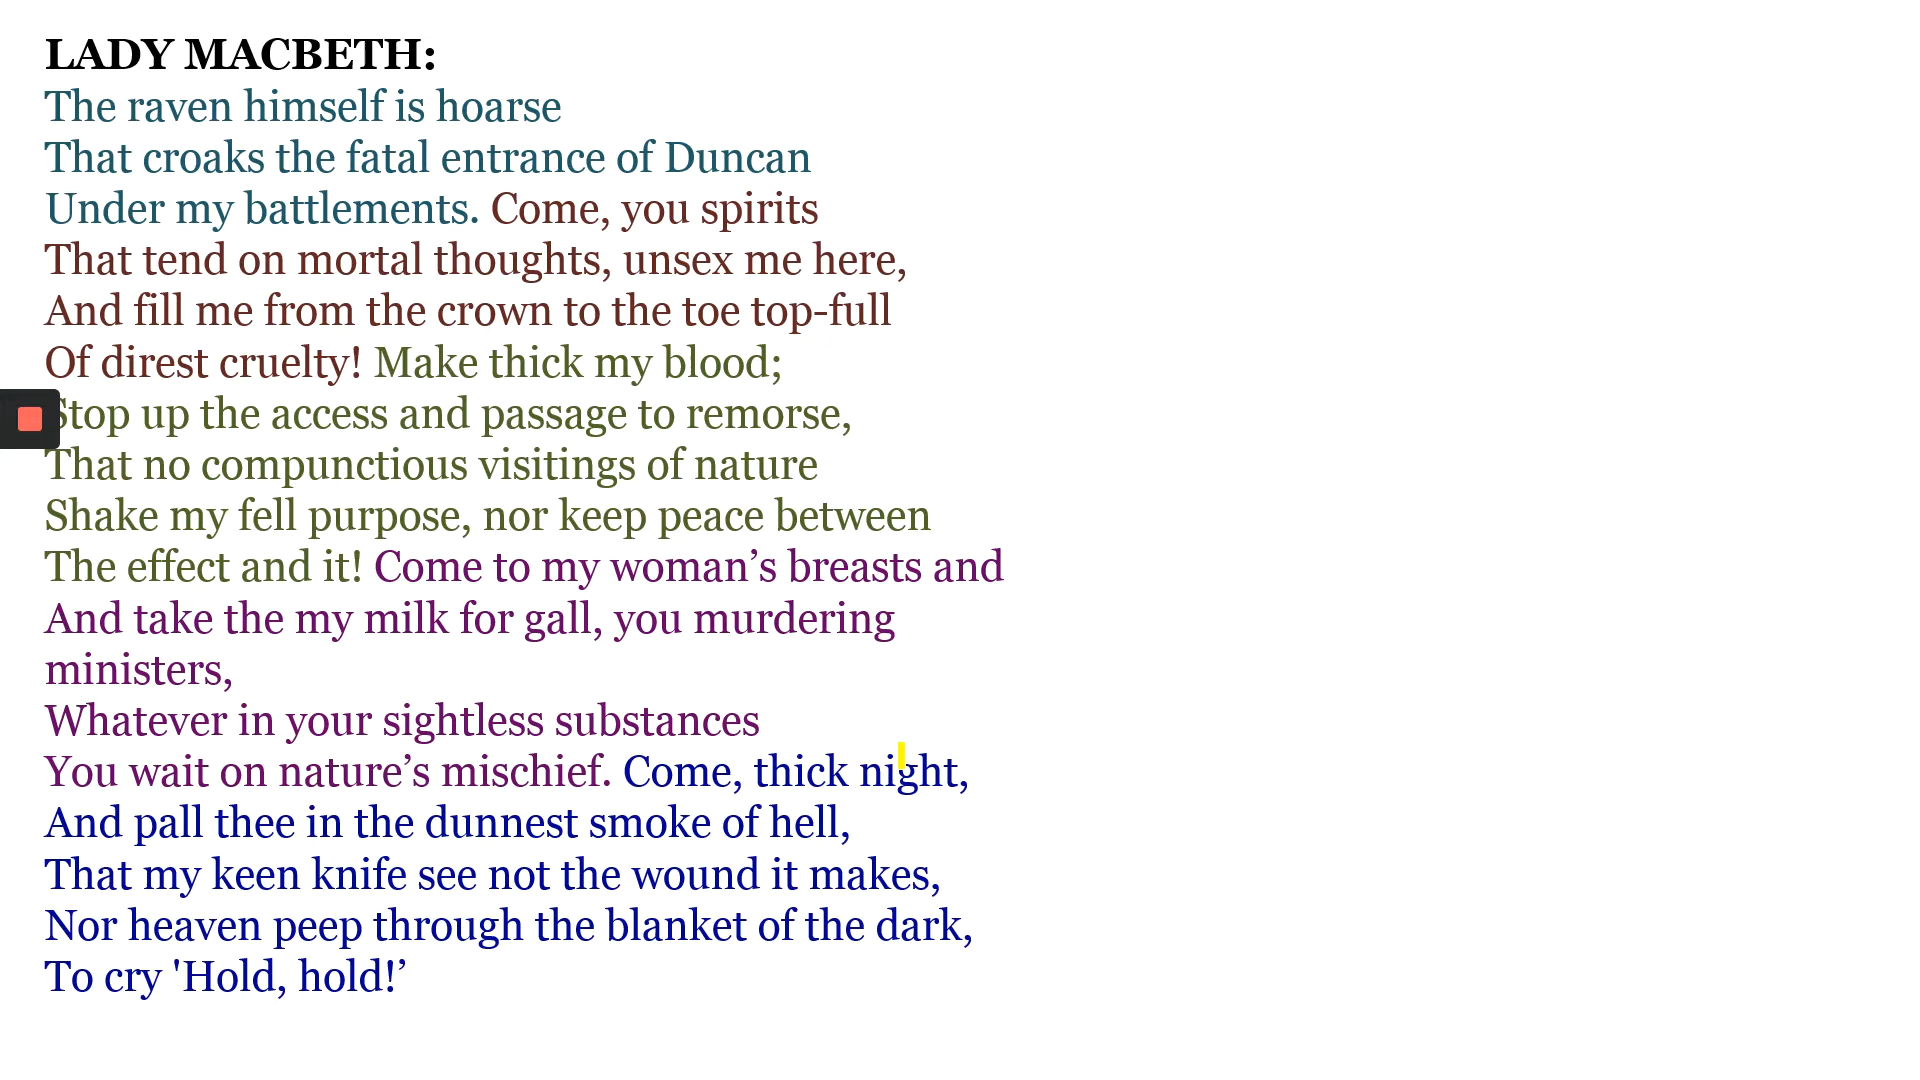 LADY MACBETH:
The raven himself is hoarse
That croaks the fatal entrance of Duncan
Under my battlements. Come, you spirits
That tend on mortal thoughts, unsex me here,
And fill me from the crown to the toe top-full
Of direst cruelty! Make thick my blood;
Stop up the access and passage to remorse,
That no compunctious visitings of nature
Shake my fell purpose, nor keep peace between
The effect and it! Come to my woman’s breasts and
And take the my milk for gall, you murdering
ministers,
Whatever in your sightless substances
You wait on nature’s mischief. Come, thick night,
And pall thee in the dunnest smoke of hell,
That my keen knife see not the wound it makes,
Nor heaven peep through the blanket of the dark,
To cry 'Hold, hold!’